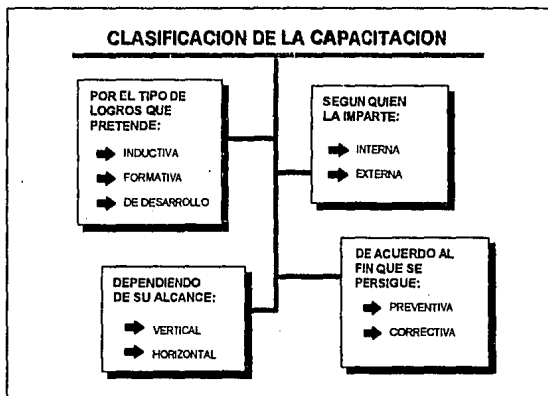 CLASIFICACION DE LA CAPACITACION
POR EL TIPO DE
LOGROS QUE
PRETENDE:
INDUCTIVA
FORMATIVA
DE DESARROLLO
SEGUN QUIEN
LA IMPARTE:
INTERNA
EXTERNA
DEPENDIENDO
DE SU ALCANCE:
VERTICAL
HORIZONTAL
DE ACUERDO AL
FIN QUE SE
PERSIGUE:
PREVENTIVA
CORRECTIVA